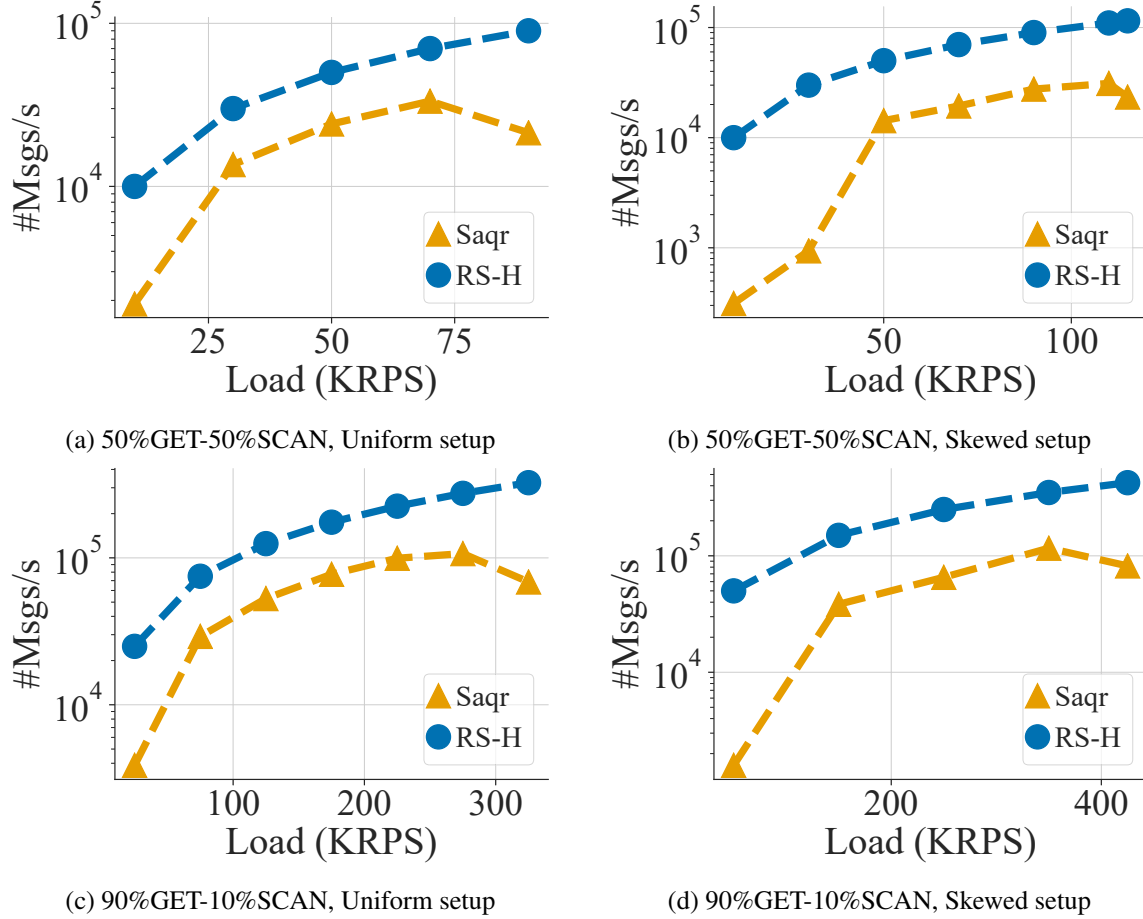 10^5
10^4
#Msgs/s
25 50 75
Load (KRPS)
Saqr
RS-H
(a) 50%GET-50%SCAN, Uniform setup
10^5
10^4
10^3
#Msgs/s
50 100
Load (KRPS)
Saqr
RS-H
(b) 50%GET-50%SCAN, Skewed setup
10^5
10^4
#Msgs/s
100 200 300
Load (KRPS)
Saqr
RS-H
(c) 90%GET-10%SCAN, Uniform setup
10^5
10^4
#Msgs/s
200 400
Load (KRPS)
Saqr
RS-H
(d) 90%GET-10%SCAN, Skewed setup